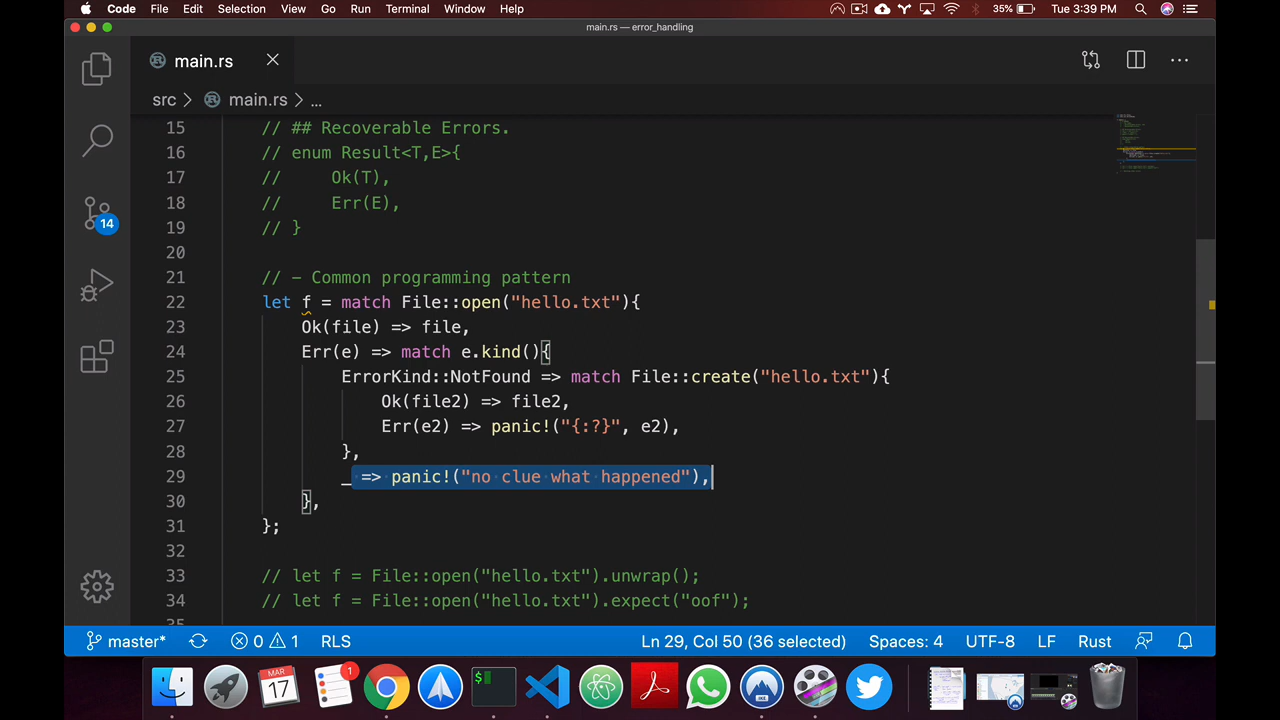 Code File Edit Selection View Go Run Terminal Window Help 35% Tue 3:39 PM
main.rs — error_handling
main.rs
src > main.rs > ...
15 // ## Recoverable Errors.
16 // enum Result<T,E>{
17 //     Ok(T),
18 //     Err(E),
19 // }
20
21 // - Common programming pattern
22 let f = match File::open("hello.txt"){
23     Ok(file) => file,
24     Err(e) => match e.kind(){
25         ErrorKind::NotFound => match File::create("hello.txt"){
26             Ok(file2) => file2,
27             Err(e2) => panic!("{:?}", e2),
28         },
29         _ => panic!("no clue what happened"),
30     },
31 };
32
33 // let f = File::open("hello.txt").unwrap();
34 // let f = File::open("hello.txt").expect("oof");
14
master* 0 1 RLS Ln 29, Col 50 (36 selected) Spaces: 4 UTF-8 LF Rust
MAR
17
1
$
IKE